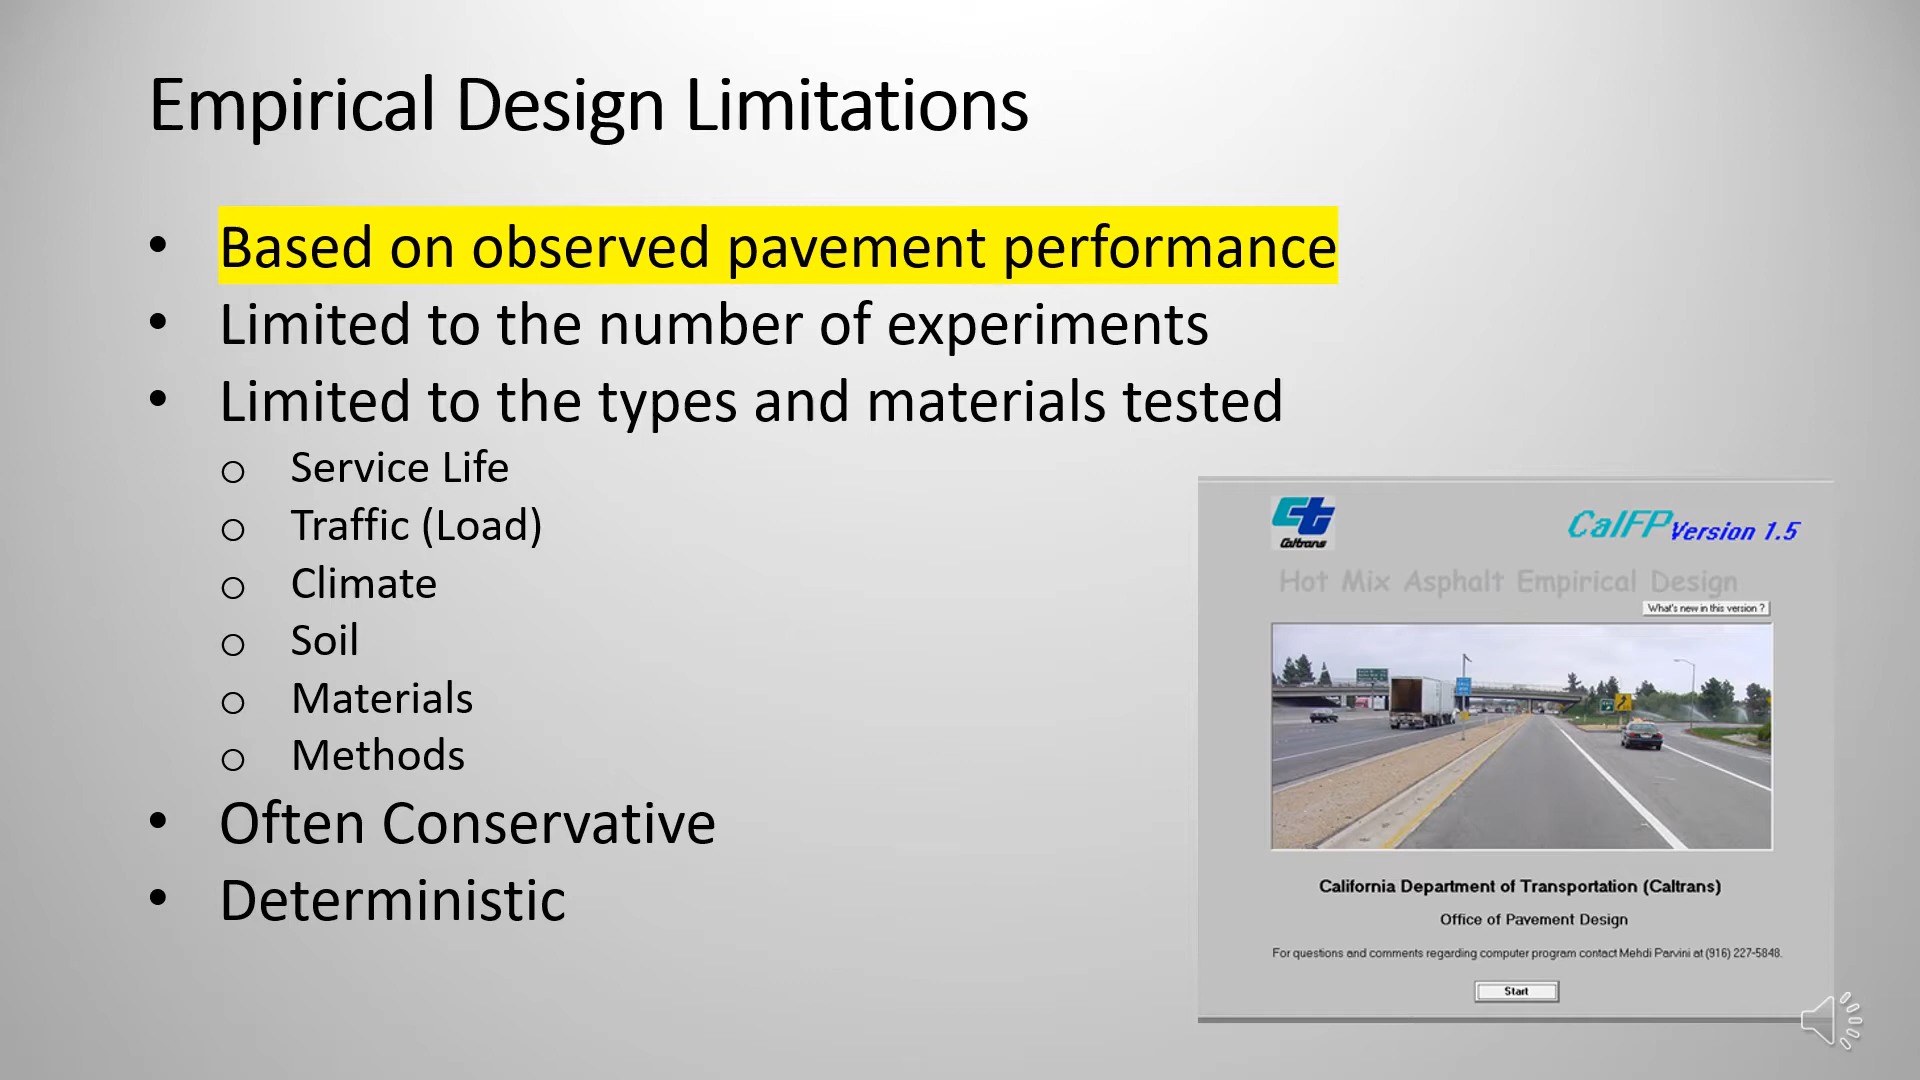 Empirical Design Limitations
• Based on observed pavement performance
• Limited to the number of experiments
• Limited to the types and materials tested
o Service Life
o Traffic (Load)
o Climate
o Soil
o Materials
o Methods
• Often Conservative
• Deterministic
Ct
Caltrans
CalFP Version 1.5
Hot Mix Asphalt Empirical Design
What's new in this version ?
California Department of Transportation (Caltrans)
Office of Pavement Design
For questions and comments regarding computer program contact Mehdi Parvini at (916) 227-5848.
Start